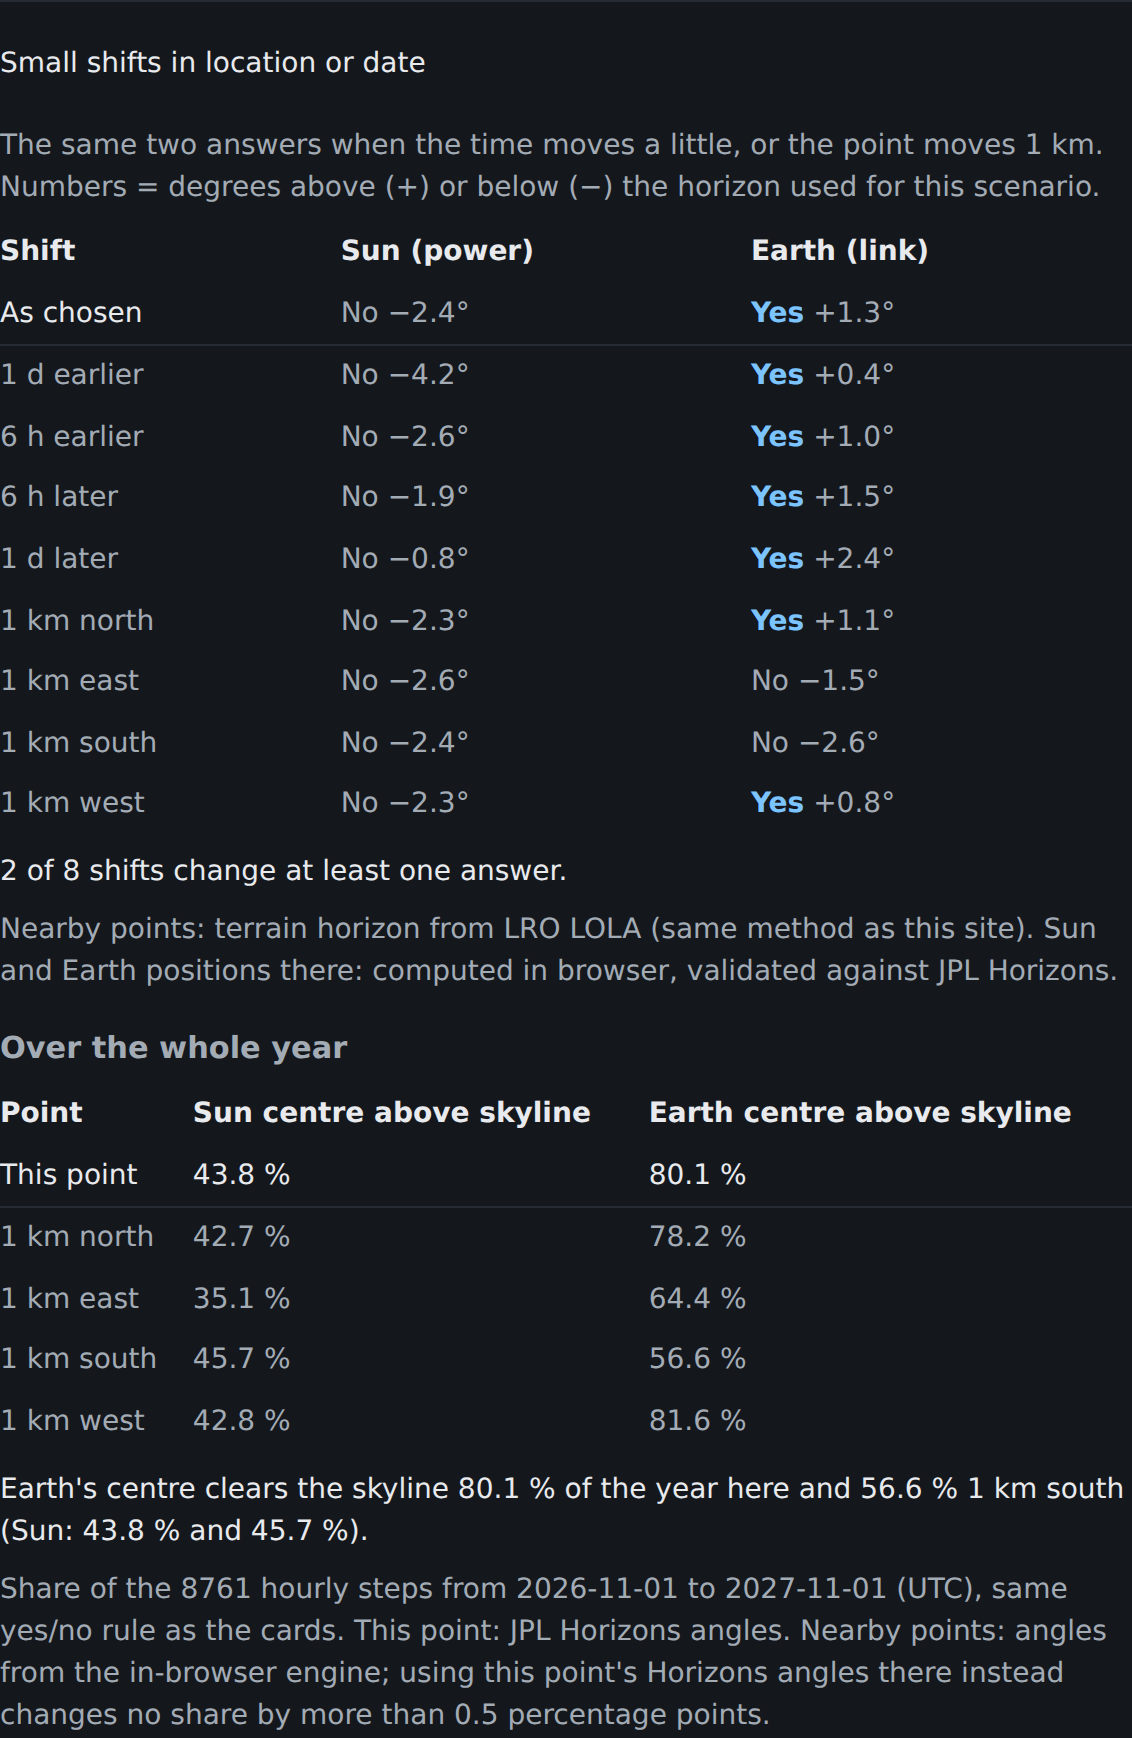 Small shifts in location or date
The same two answers when the time moves a little, or the point moves 1 km.
Numbers = degrees above (+) or below (−) the horizon used for this scenario.
Shift Sun (power) Earth (link)
As chosen No −2.4° Yes +1.3°
1 d earlier No −4.2° Yes +0.4°
6 h earlier No −2.6° Yes +1.0°
6 h later No −1.9° Yes +1.5°
1 d later No −0.8° Yes +2.4°
1 km north No −2.3° Yes +1.1°
1 km east No −2.6° No −1.5°
1 km south No −2.4° No −2.6°
1 km west No −2.3° Yes +0.8°
2 of 8 shifts change at least one answer.
Nearby points: terrain horizon from LRO LOLA (same method as this site). Sun
and Earth positions there: computed in browser, validated against JPL Horizons.
Over the whole year
Point Sun centre above skyline Earth centre above skyline
This point 43.8 % 80.1 %
1 km north 42.7 % 78.2 %
1 km east 35.1 % 64.4 %
1 km south 45.7 % 56.6 %
1 km west 42.8 % 81.6 %
Earth's centre clears the skyline 80.1 % of the year here and 56.6 % 1 km south
(Sun: 43.8 % and 45.7 %).
Share of the 8761 hourly steps from 2026-11-01 to 2027-11-01 (UTC), same
yes/no rule as the cards. This point: JPL Horizons angles. Nearby points: angles
from the in-browser engine; using this point's Horizons angles there instead
changes no share by more than 0.5 percentage points.